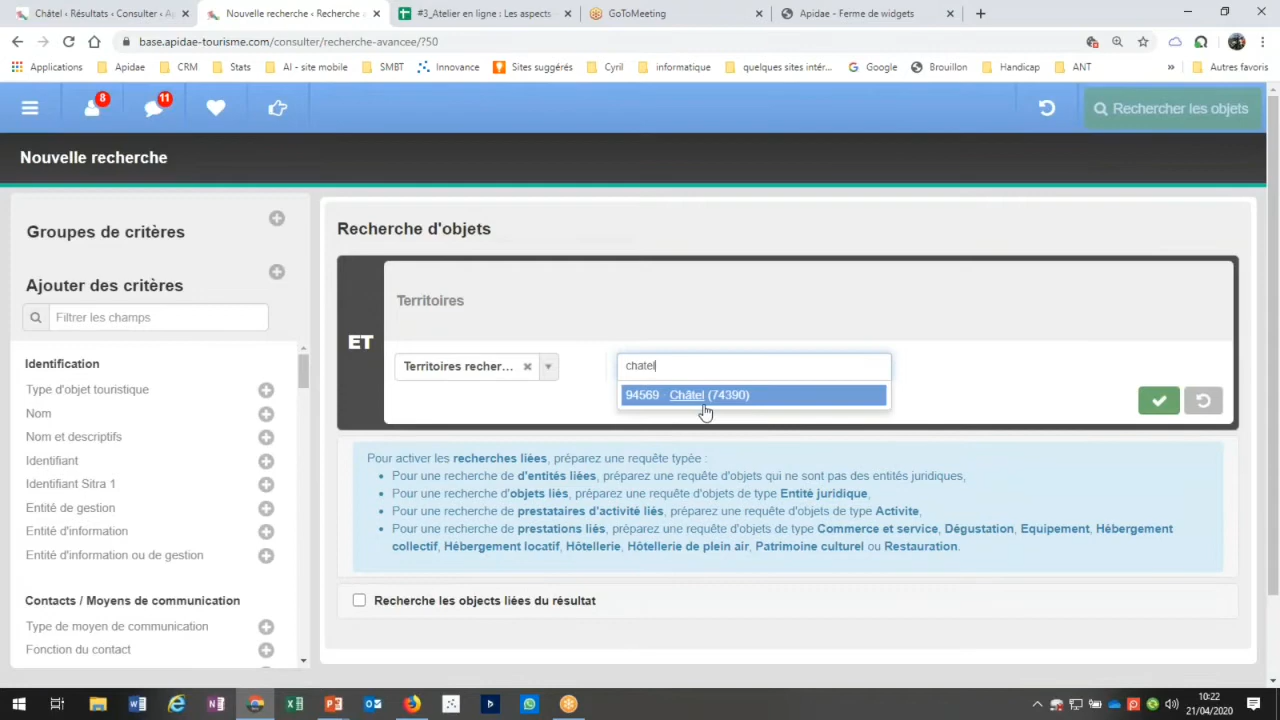 Châtel ‹ Résultats ‹ Consulter ‹ Ap
Nouvelle recherche ‹ Recherche ‹
#3_Atelier en ligne : Les aspects
GoToMeeting
Apidae - Ferme de widgets
base.apidae-tourisme.com/consulter/recherche-avancee/?50
Applications
Apidae
CRM
Stats
AI - site mobile
SMBT
Innovance
Sites suggérés
Cyril
informatique
quelques sites intér...
Google
Brouillon
Handicap
ANT
»
Autres favoris
8
11
Rechercher les objets
Nouvelle recherche
Groupes de critères
Ajouter des critères
Filtrer les champs
Identification
Type d'objet touristique
Nom
Nom et descriptifs
Identifiant
Identifiant Sitra 1
Entité de gestion
Entité d'information
Entité d'information ou de gestion
Contacts / Moyens de communication
Type de moyen de communication
Fonction du contact
Recherche d'objets
Territoires
ET
Territoires recher...
chatel
94569 - Châtel (74390)
Pour activer les recherches liées, préparez une requête typée :
• Pour une recherche d'entités liées, préparez une requête d'objets qui ne sont pas des entités juridiques,
• Pour une recherche d'objets liés, préparez une requête d'objets de type Entité juridique,
• Pour une recherche de prestataires d'activité liés, préparez une requête d'objets de type Activite,
• Pour une recherche de prestations liés, préparez une requête d'objets de type Commerce et service, Dégustation, Equipement, Hébergement
collectif, Hébergement locatif, Hôtellerie, Hôtellerie de plein air, Patrimoine culturel ou Restauration.
Recherche les objects liées du résultat
10:22
21/04/2020